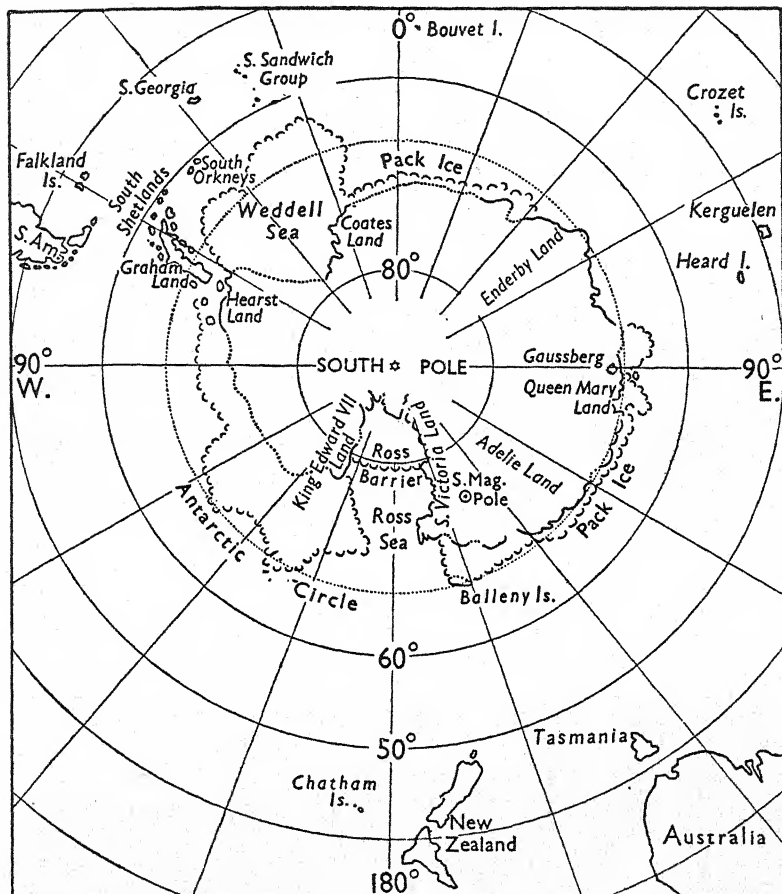 0°
Bouvet I.
S. Sandwich
Group
S. Georgia
Crozet
Is.
Falkland
Is.
South
Orkneys
Pack Ice
South
Shetlands
Weddell
Sea
Coates
Land
Kerguelen
S. Am.
Graham
Land
Hearst
Land
80°
Enderby Land
Heard I.
90°
W.
SOUTH POLE
Gaussberg
90°
E.
Queen Mary
Land
King Edward VII
Land
Ross
Barrier
S. Victoria Land
Adelie Land
S. Mag.
Pole
Ross
Sea
Pack Ice
Antarctic
Circle
Balleny Is.
60°
50°
Tasmania
Chatham
Is.
New
Zealand
Australia
180°